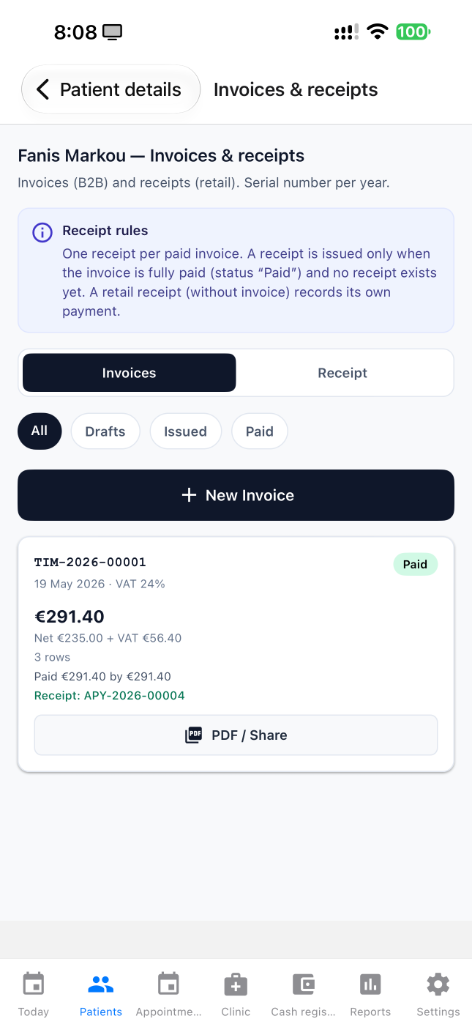 8:08
100
Patient details
Invoices & receipts
Fanis Markou — Invoices & receipts
Invoices (B2B) and receipts (retail). Serial number per year.
Receipt rules
One receipt per paid invoice. A receipt is issued only when
the invoice is fully paid (status “Paid”) and no receipt exists
yet. A retail receipt (without invoice) records its own
payment.
Invoices
Receipt
All
Drafts
Issued
Paid
+ New Invoice
TIM-2026-00001
Paid
19 May 2026 · VAT 24%
€291.40
Net €235.00 + VAT €56.40
3 rows
Paid €291.40 by €291.40
Receipt: APY-2026-00004
PDF
PDF / Share
Today
Patients
Appointme...
Clinic
Cash regis...
Reports
Settings